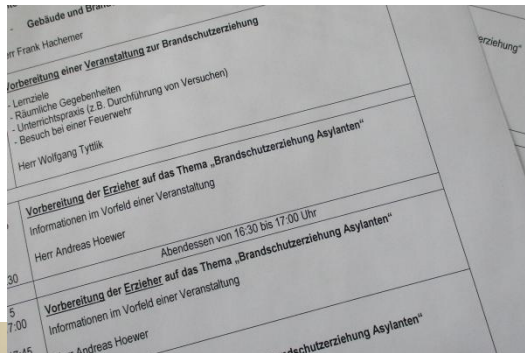 - Gebäude und
Herr Frank Hachemer
Vorbereitung einer Veranstaltung zur Brandschutzerziehung
- Lernziele
- Räumliche Gegebenheiten
- Unterrichtspraxis (z.B. Durchführung von Versuchen)
- Besuch bei einer Feuerwehr
Herr Wolfgang Tyttlik
Vorbereitung der Erzieher auf das Thema „Brandschutzerziehung Asylanten“
Informationen im Vorfeld einer Veranstaltung
Herr Andreas Hoewer
:30
Abendessen von 16:30 bis 17:00 Uhr
5
7:00
Vorbereitung der Erzieher auf das Thema „Brandschutzerziehung Asylanten“
Informationen im Vorfeld einer Veranstaltung
Andreas Hoewer
:45
dschutzerziehung Asylanten“
erziehung“